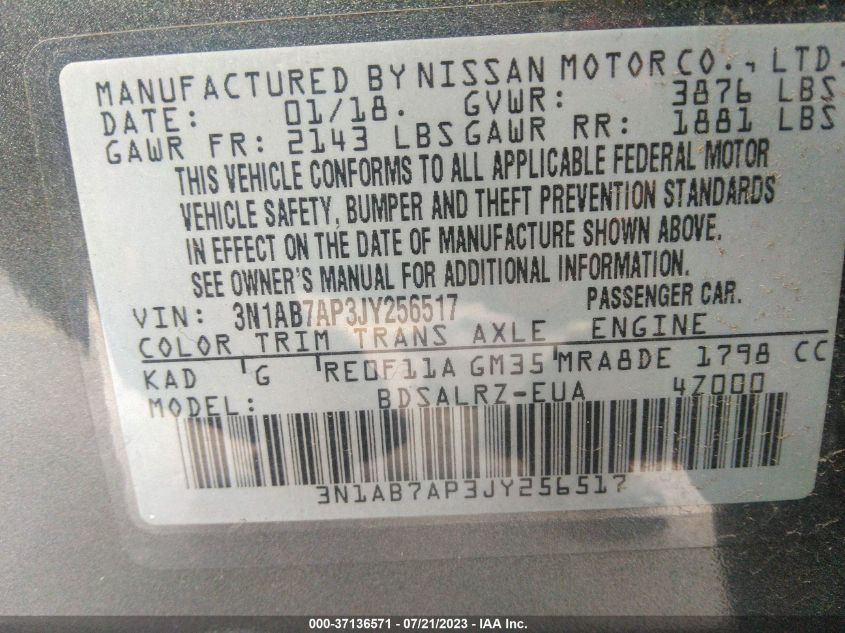 MANUFACTURED BY NISSAN MOTOR CO., LTD.
DATE: 01/18. GVWR: 3876 LBS
GAWR FR: 2143 LBS GAWR RR: 1881 LBS
THIS VEHICLE CONFORMS TO ALL APPLICABLE FEDERAL MOTOR
VEHICLE SAFETY, BUMPER AND THEFT PREVENTION STANDARDS
IN EFFECT ON THE DATE OF MANUFACTURE SHOWN ABOVE.
SEE OWNER'S MANUAL FOR ADDITIONAL INFORMATION.
VIN: 3N1AB7AP3JY256517 PASSENGER CAR.
COLOR TRIM TRANS AXLE ENGINE
KAD G RE0F11A GM35 MRA8DE 1798 CC
MODEL: BDSALRZ-EUA 4Z000
3N1AB7AP3JY256517
000-37136571 - 07/21/2023 - IAA Inc.